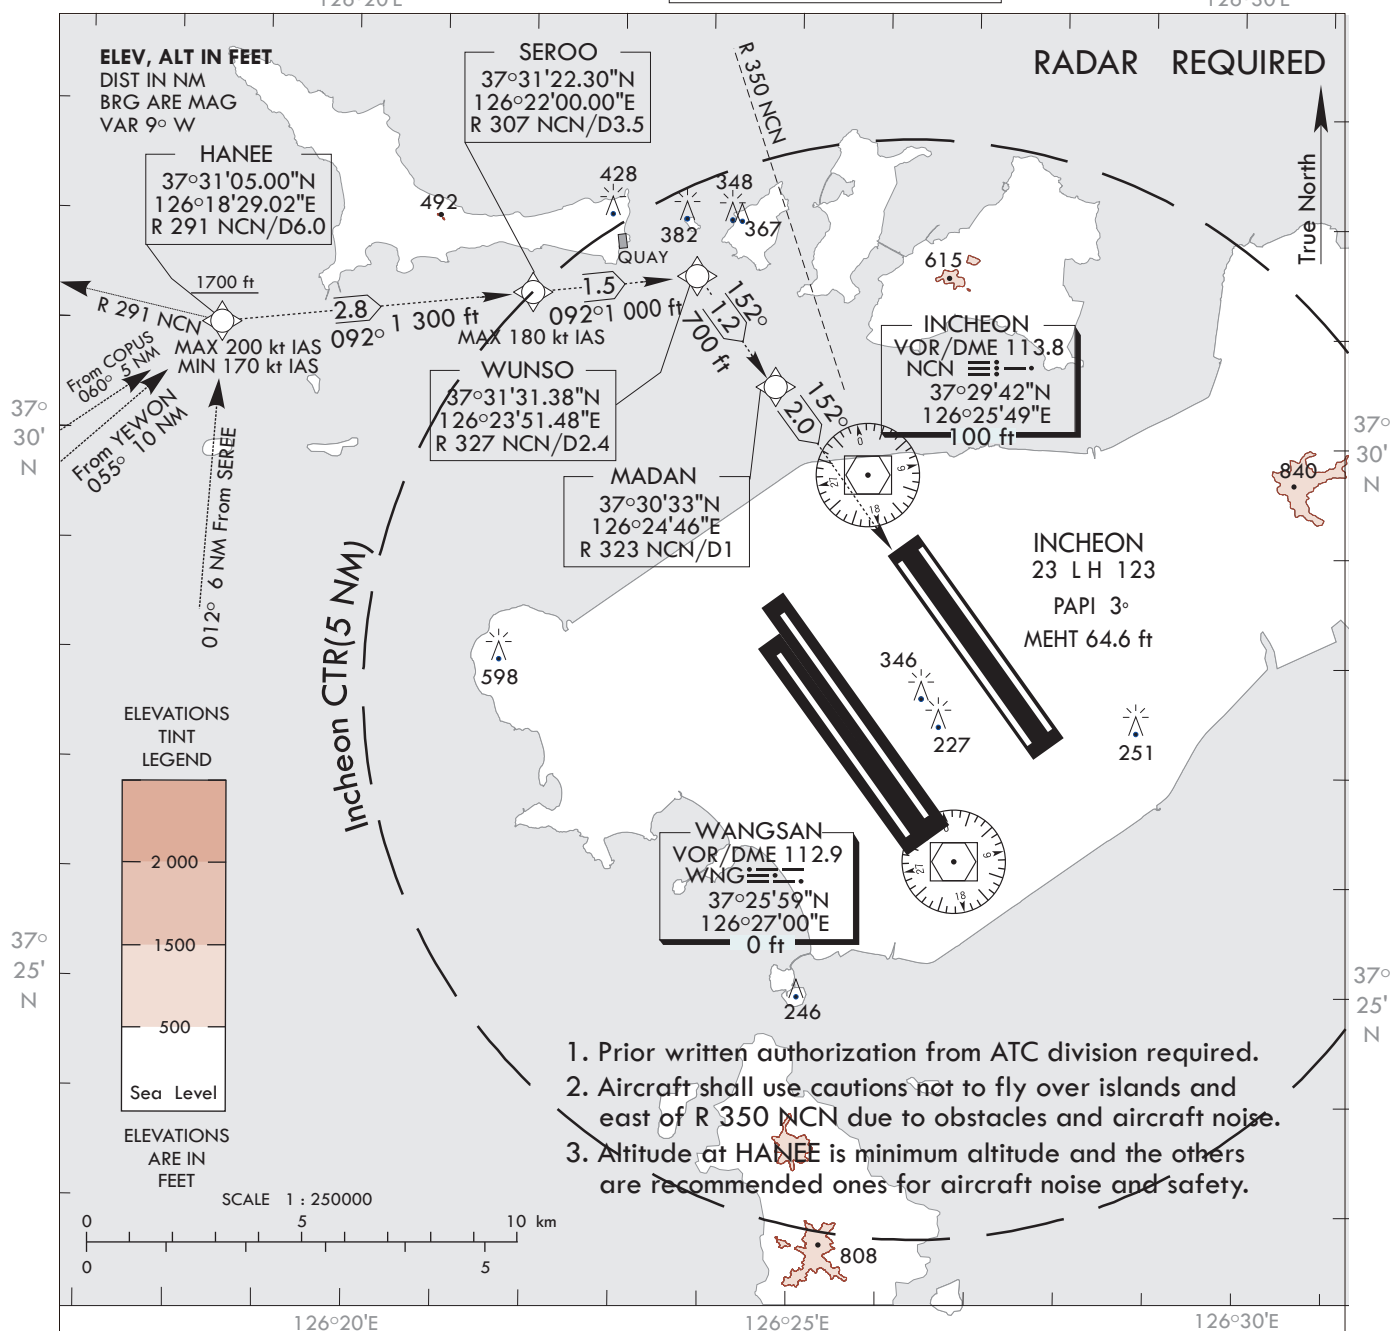 126°20'E
126°30'E
ELEV, ALT IN FEET
DIST IN NM
BRG ARE MAG
VAR 9° W
RADAR REQUIRED
True North
SEROO
37°31'22.30"N
126°22'00.00"E
R 307 NCN/D3.5
HANEE
37°31'05.00"N
126°18'29.02"E
R 291 NCN/D6.0
R 350 NCN
492
428
382
348
367
615
QUAY
1700 ft
R 291 NCN
2.8
092° 1 300 ft
1.5
092° 1 000 ft
MAX 200 kt IAS
MIN 170 kt IAS
MAX 180 kt IAS
152°
1.2
700 ft
152°
2.0
From COPUS
060° 5 NM
From YEWON
055° 10 NM
012° 6 NM From SEREE
WUNSO
37°31'31.38"N
126°23'51.48"E
R 327 NCN/D2.4
INCHEON
VOR/DME 113.8
NCN
37°29'42"N
126°25'49"E
100 ft
MADAN
37°30'33"N
126°24'46"E
R 323 NCN/D1
37°
30'
N
37°
30'
N
0
9
18
27
840
INCHEON
23 L H 123
PAPI 3°
MEHT 64.6 ft
Incheon CTR(5 NM)
598
346
227
251
ELEVATIONS
TINT
LEGEND
2 000
1500
500
Sea Level
ELEVATIONS
ARE IN
FEET
WANGSAN
VOR/DME 112.9
WNG
37°25'59"N
126°27'00"E
0 ft
0
9
18
27
37°
25'
N
37°
25'
N
246
1. Prior written authorization from ATC division required.
2. Aircraft shall use cautions not to fly over islands and
east of R 350 NCN due to obstacles and aircraft noise.
3. Altitude at HANEE is minimum altitude and the others
are recommended ones for aircraft noise and safety.
808
SCALE 1 : 250000
0 5 10 km
0 5
126°20'E
126°25'E
126°30'E